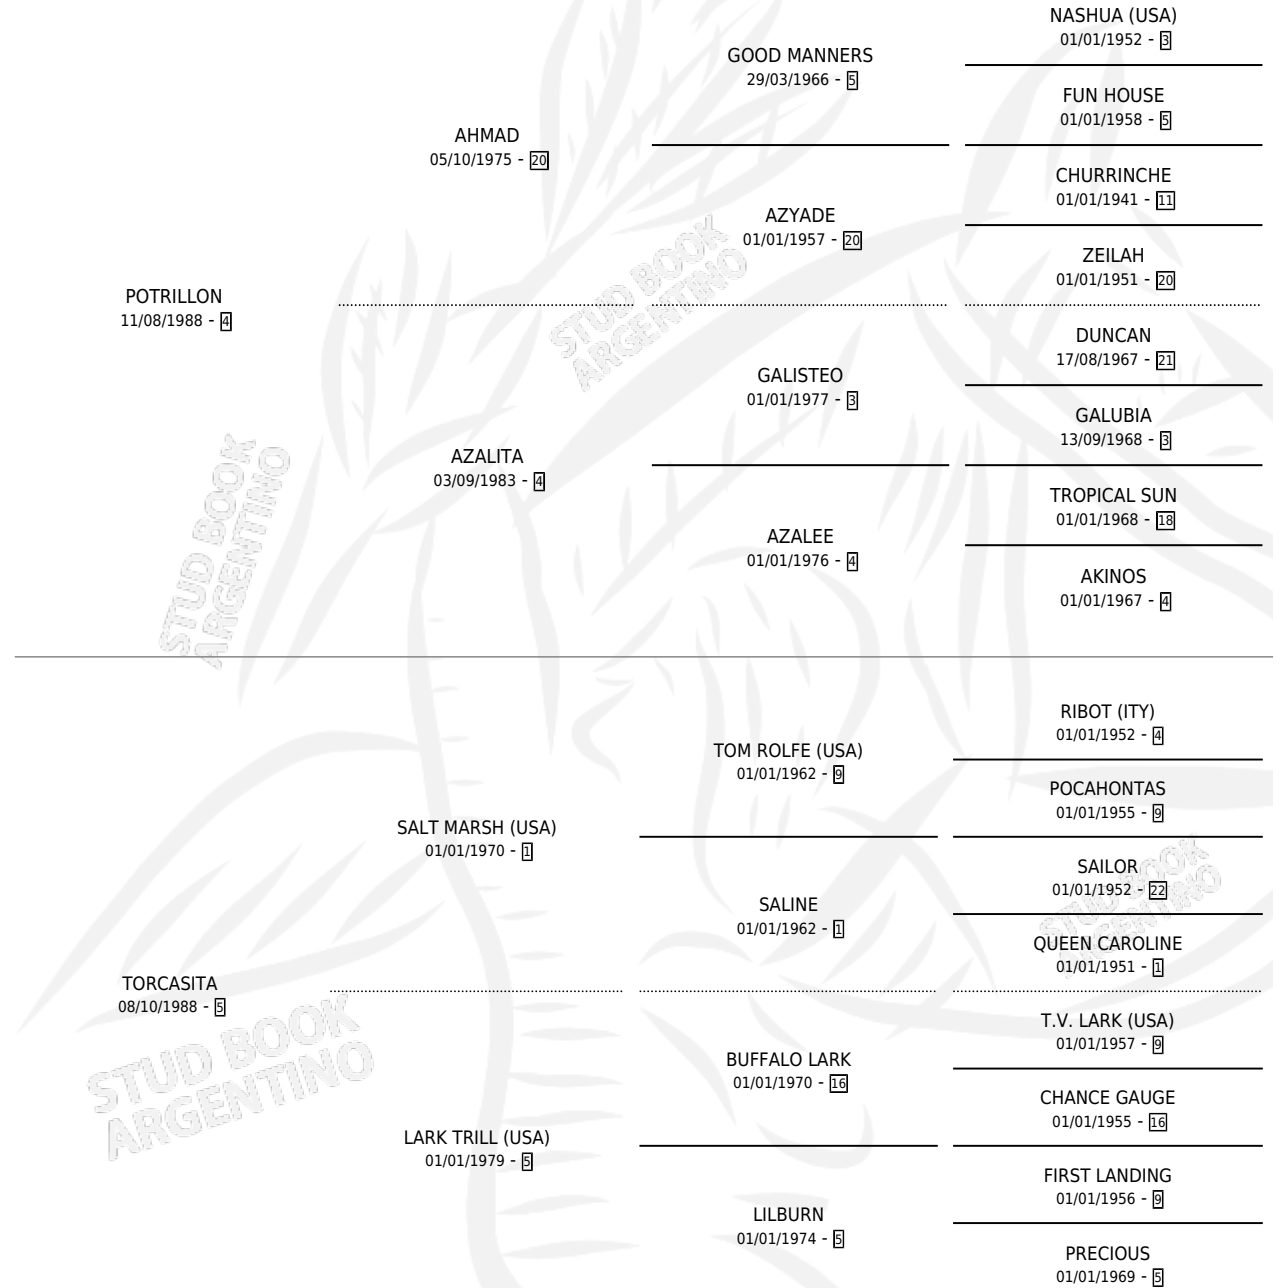 NASHUA (USA)
01/01/1952 - 3
GOOD MANNERS
29/03/1966 - 5
FUN HOUSE
01/01/1958 - 5
AHMAD
05/10/1975 - 20
CHURRINCHE
01/01/1941 - 11
AZYADE
01/01/1957 - 20
ZEILAH
01/01/1951 - 20
POTRILLON
11/08/1988 - 4
STUD BOOK
ARGENTINO
DUNCAN
17/08/1967 - 21
GALISTEO
01/01/1977 - 3
GALUBIA
13/09/1968 - 3
AZALITA
03/09/1983 - 4
TROPICAL SUN
01/01/1968 - 18
AZALEE
01/01/1976 - 4
AKINOS
01/01/1967 - 4
STUD BOOK
ARGENTINO
RIBOT (ITY)
01/01/1952 - 4
TOM ROLFE (USA)
01/01/1962 - 9
POCAHONTAS
01/01/1955 - 9
SALT MARSH (USA)
01/01/1970 - 1
SAILOR
01/01/1952 - 22
SALINE
01/01/1962 - 1
QUEEN CAROLINE
01/01/1951 - 1
STUD BOOK
ARGENTINO
TORCASITA
08/10/1988 - 5
T.V. LARK (USA)
01/01/1957 - 9
BUFFALO LARK
01/01/1970 - 16
CHANCE GAUGE
01/01/1955 - 16
STUD BOOK
ARGENTINO
LARK TRILL (USA)
01/01/1979 - 5
FIRST LANDING
01/01/1956 - 9
LILBURN
01/01/1974 - 5
PRECIOUS
01/01/1969 - 5